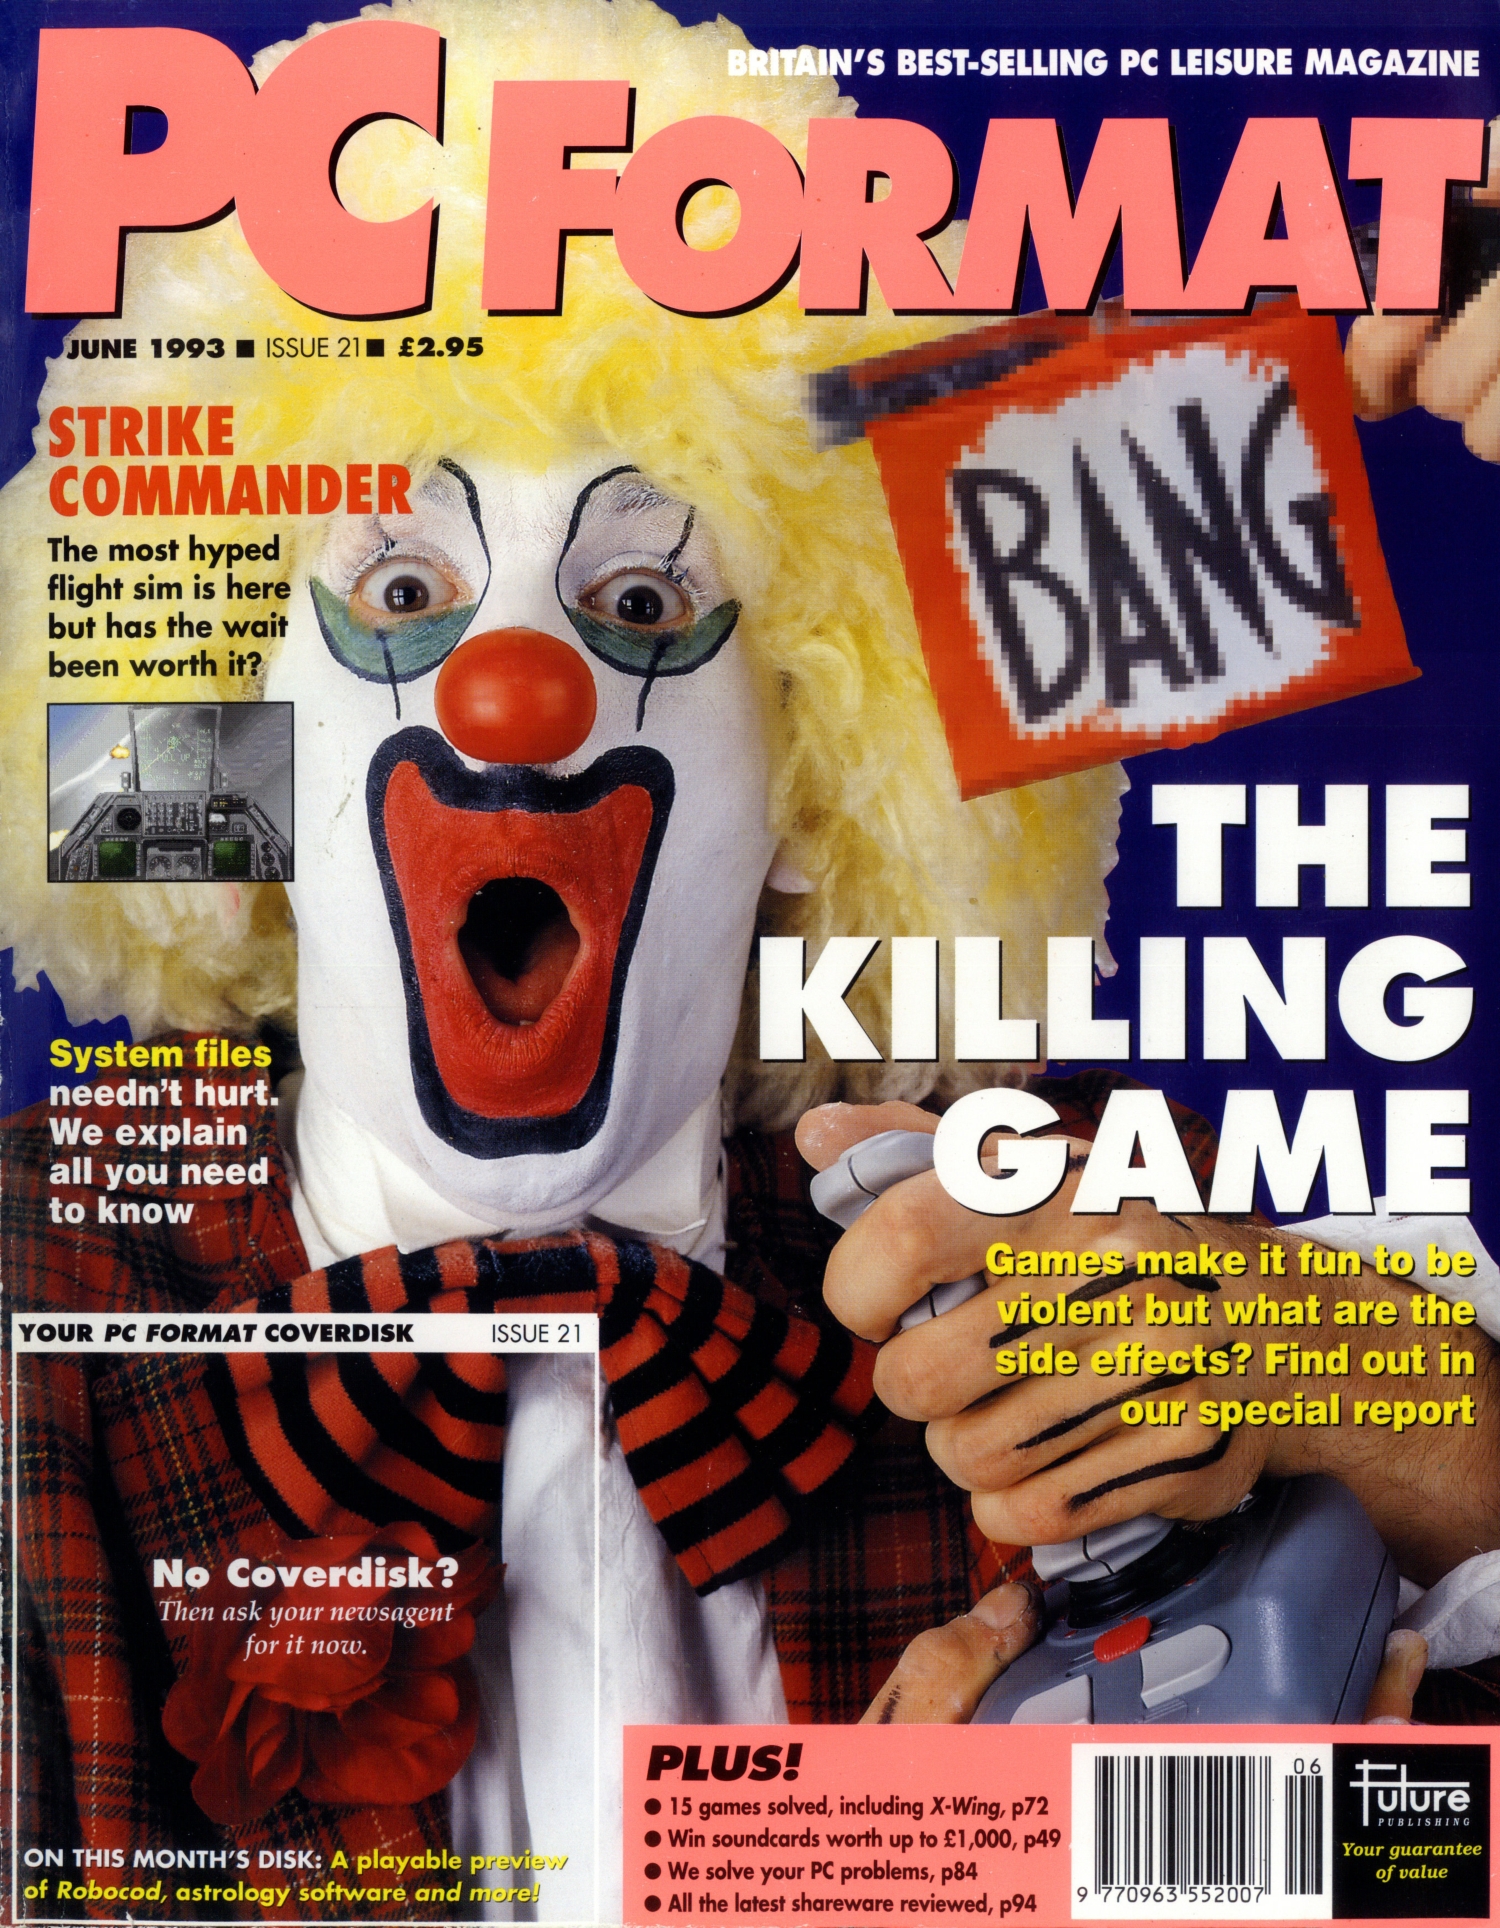 BRITAIN'S BEST-SELLING PC LEISURE MAGAZINE
PC FORMAT
JUNE 1993 ■ ISSUE 21 ■ £2.95
STRIKE
COMMANDER
The most hyped
flight sim is here
but has the wait
been worth it?
BANG
THE
KILLING
GAME
Games make it fun to be
violent but what are the
side effects? Find out in
our special report
System files
needn't hurt.
We explain
all you need
to know
YOUR PC FORMAT COVERDISK ISSUE 21
No Coverdisk?
Then ask your newsagent
for it now.
ON THIS MONTH'S DISK: A playable preview
of Robocod, astrology software and more!
PLUS!
● 15 games solved, including X-Wing, p72
● Win soundcards worth up to £1,000, p49
● We solve your PC problems, p84
● All the latest shareware reviewed, p94
06
9 770963 552007
Future
PUBLISHING
Your guarantee
of value